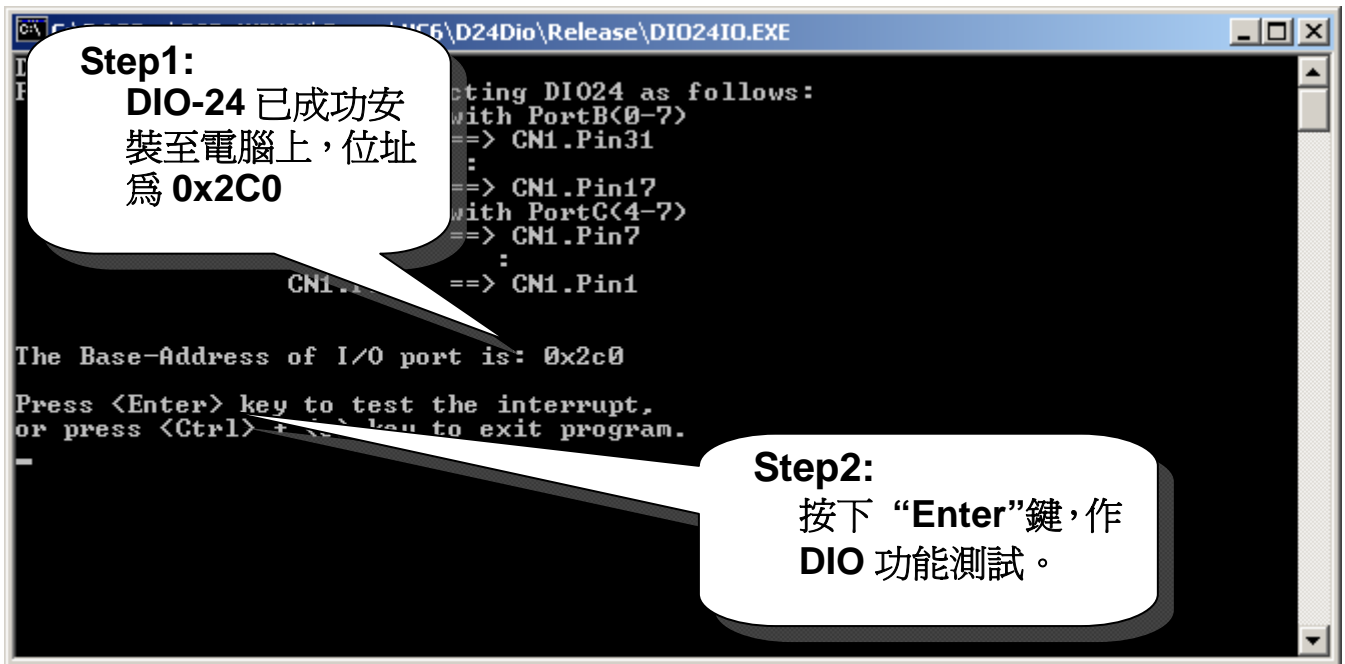 6\D24Dio\Release\DIO24IO.EXE
Step1:
DIO-24 已成功安
裝至電腦上，位址
爲 0x2C0
cting DIO24 as follows:
with PortB(0-7)
==> CN1.Pin31
:
==> CN1.Pin17
with PortC(4-7)
==> CN1.Pin7
:
==> CN1.Pin1
The Base-Address of I/O port is: 0x2c0
Press <Enter> key to test the interrupt,
or press <Ctrl> + key to exit program.
Step2:
按下 “Enter”鍵，作
DIO 功能測試。